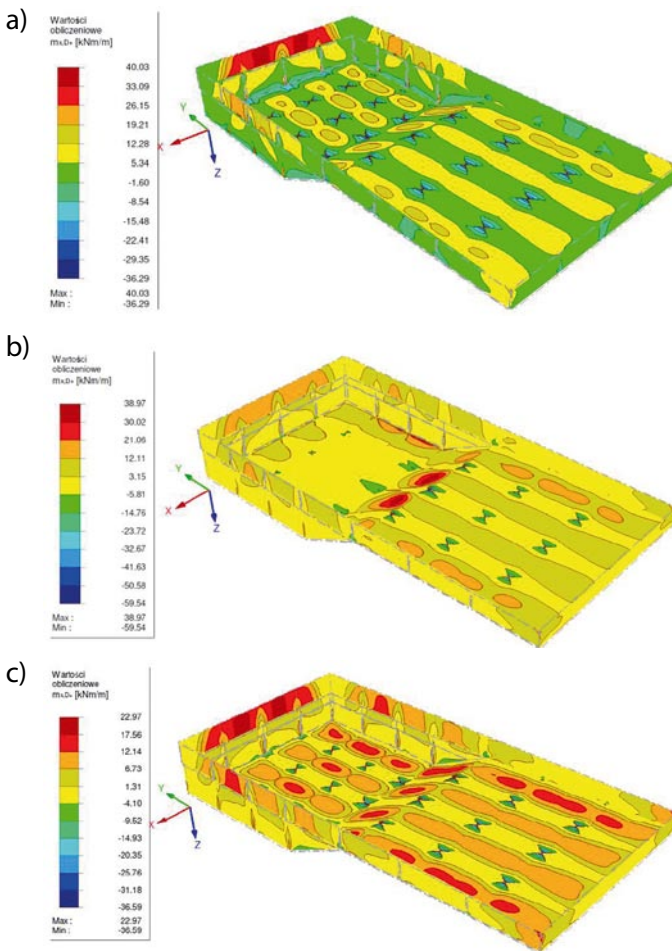 a)
Wartości
obliczeniowe
mx,D+ [kNm/m]
40.03
33.09
26.15
19.21
12.28
5.34
-1.60
-8.54
-15.48
-22.41
-29.35
-36.29
Max : 40.03
Min : -36.29
Y
X
Z
b)
Wartości
obliczeniowe
mx,D+ [kNm/m]
38.97
30.02
21.06
12.11
3.15
-5.81
-14.76
-23.72
-32.67
-41.63
-50.58
-59.54
Max : 38.97
Min : -59.54
Y
X
Z
c)
Wartości
obliczeniowe
mx,D+ [kNm/m]
22.97
17.56
12.14
6.73
1.31
-4.10
-9.52
-14.93
-20.35
-25.76
-31.18
-36.59
Max : 22.97
Min : -36.59
Y
X
Z